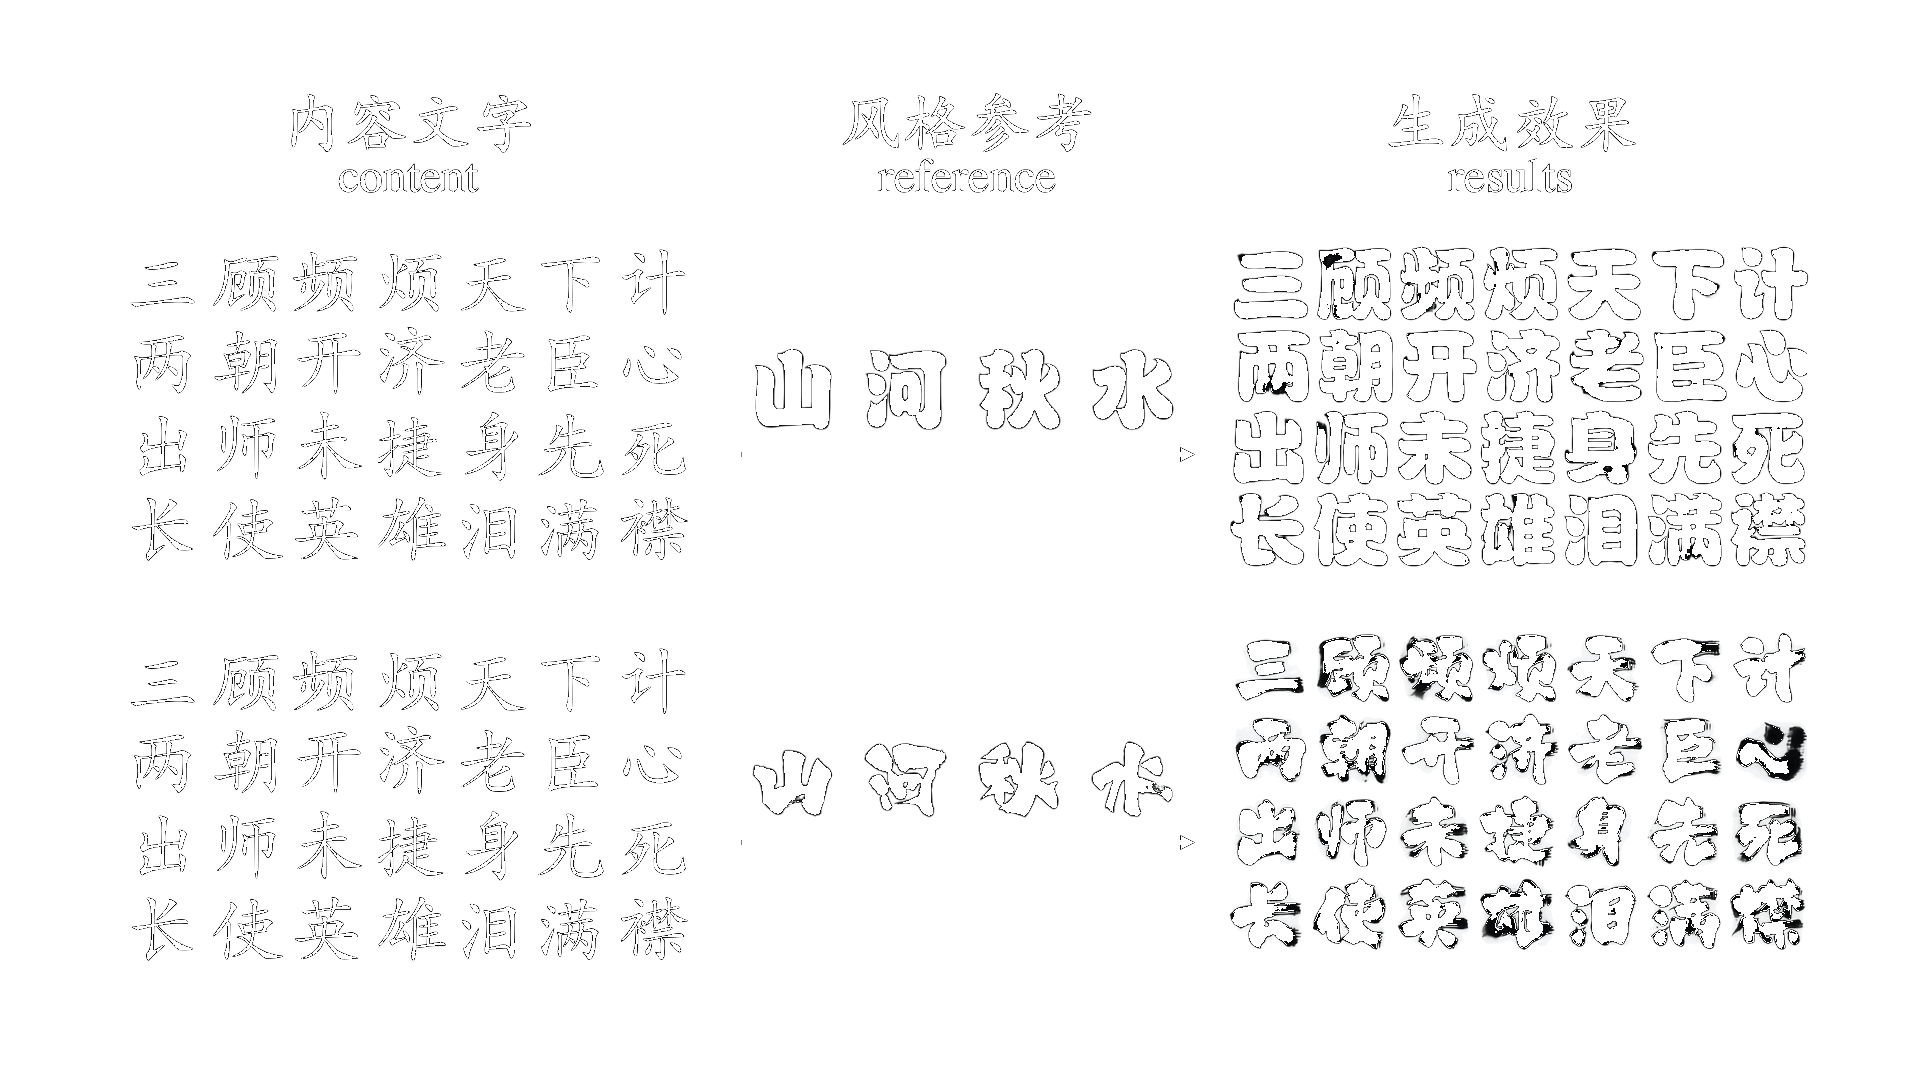 内容文字
content
风格参考
reference
生成效果
results
三顾频烦天下计
两朝开济老臣心
出师未捷身先死
长使英雄泪满襟
山河秋水
三顾频烦天下计
两朝开济老臣心
出师未捷身先死
长使英雄泪满襟
三顾频烦天下计
两朝开济老臣心
出师未捷身先死
长使英雄泪满襟
山河秋水
三顾频烦天下计
两朝开济老臣心
出师未捷身先死
长使英雄泪满襟